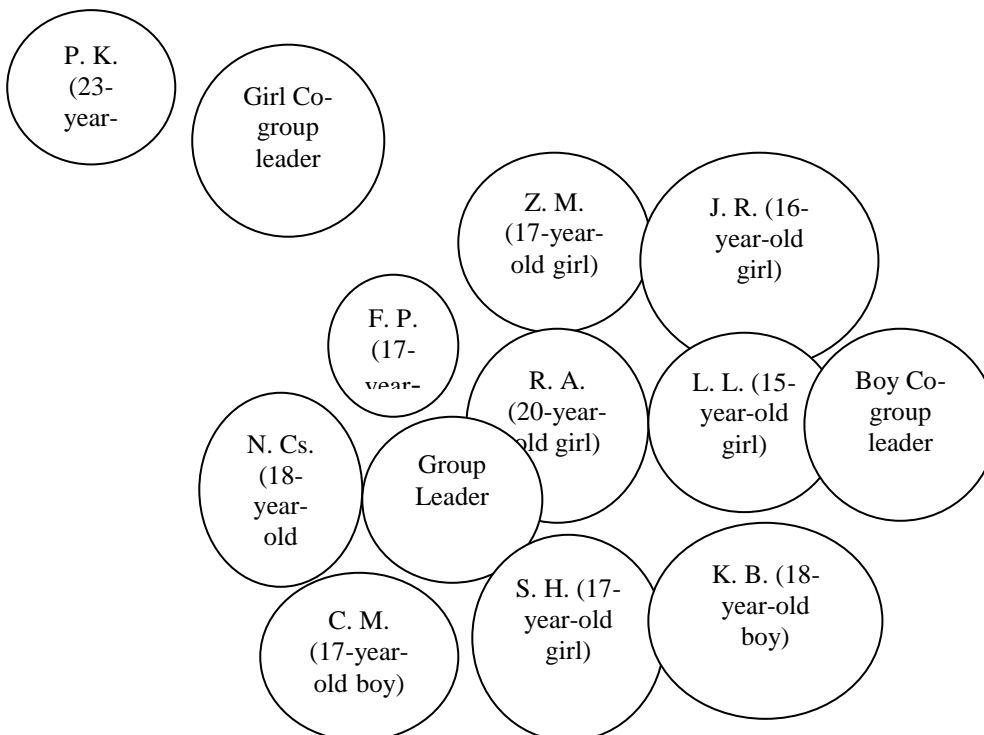 P. K.
(23-
year-
Girl Co-
group
leader
Z. M.
(17-year-
old girl)
J. R. (16-
year-old
girl)
F. P.
(17-
year-
R. A.
(20-year-
old girl)
L. L. (15-
year-old
girl)
Boy Co-
group
leader
N. Cs.
(18-
year-
old
Group
Leader
C. M.
(17-year-
old boy)
S. H. (17-
year-old
girl)
K. B. (18-
year-old
boy)